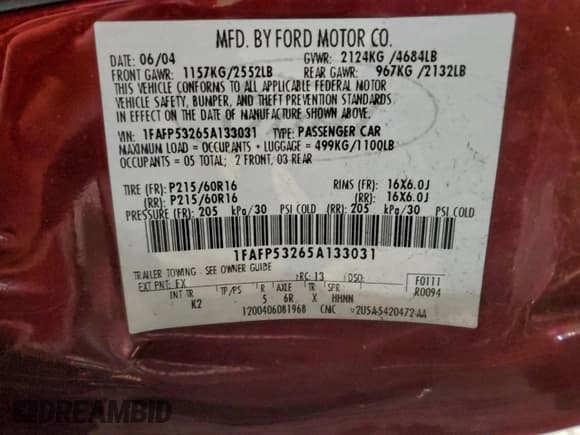 MFD. BY FORD MOTOR CO.
DATE: 06/04 GVWR: 2124KG /4684LB
FRONT GAWR: 1157KG/2552LB REAR GAWR: 967KG /2132LB
THIS VEHICLE CONFORMS TO ALL APPLICABLE FEDERAL MOTOR
VEHICLE SAFETY, BUMPER, AND THEFT PREVENTION STANDARDS
IN EFFECT ON THE DATE OF MANUFACTURE SHOWN ABOVE.
VIN: 1FAFP53265A133031 TYPE: PASSENGER CAR
MAXIMUM LOAD = OCCUPANTS + LUGGAGE = 499KG/1100LB
OCCUPANTS: 05 TOTAL; 2 FRONT, 03 REAR
TIRE (FR): P215/60R16 RIMS (FR): 16X6.0J
(RR): P215/60R16 (RR): 16X6.0J
PRESSURE (FR): 205 kPa/30 PSI COLD (RR): 205 kPa/30 PSI COLD
1FAFP53265A133031
TRAILER TOWING - SEE OWNER GUIDE
EXT PNT: FX RC: 13 DSO: F0111
INT TR TP/PS R AXLE TR SPR R0094
K2 5 6R X HHNN
1200406081968 CMC V2U5A-5420472-AA
DREAMBID